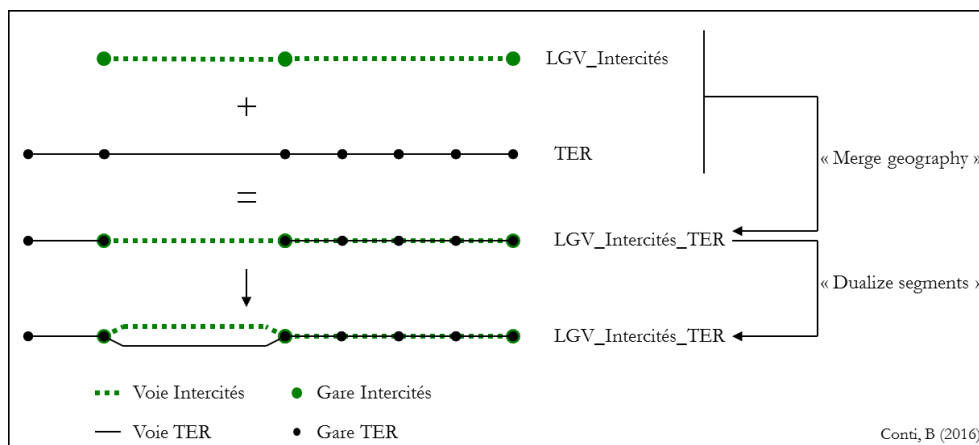 LGV_Intercités
+
TER
« Merge geography »
=
LGV_Intercités_TER
« Dualize segments »
LGV_Intercités_TER
Voie Intercités
Gare Intercités
Voie TER
Gare TER
Conti, B (2016)